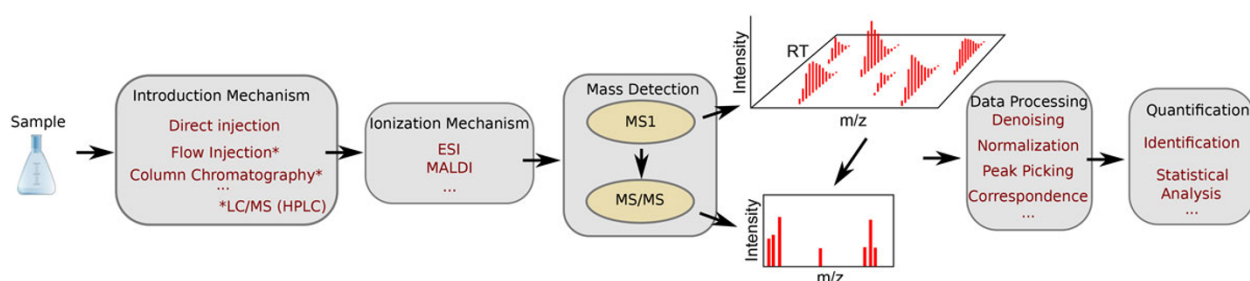 Sample
Introduction Mechanism
Direct injection
Flow Injection*
Column Chromatography*
...
*LC/MS (HPLC)
Ionization Mechanism
ESI
MALDI
...
Mass Detection
MS1
MS/MS
Intensity
RT
m/z
Intensity
m/z
Data Processing
Denoising
Normalization
Peak Picking
Correspondence
...
Quantification
Identification
Statistical
Analysis
...